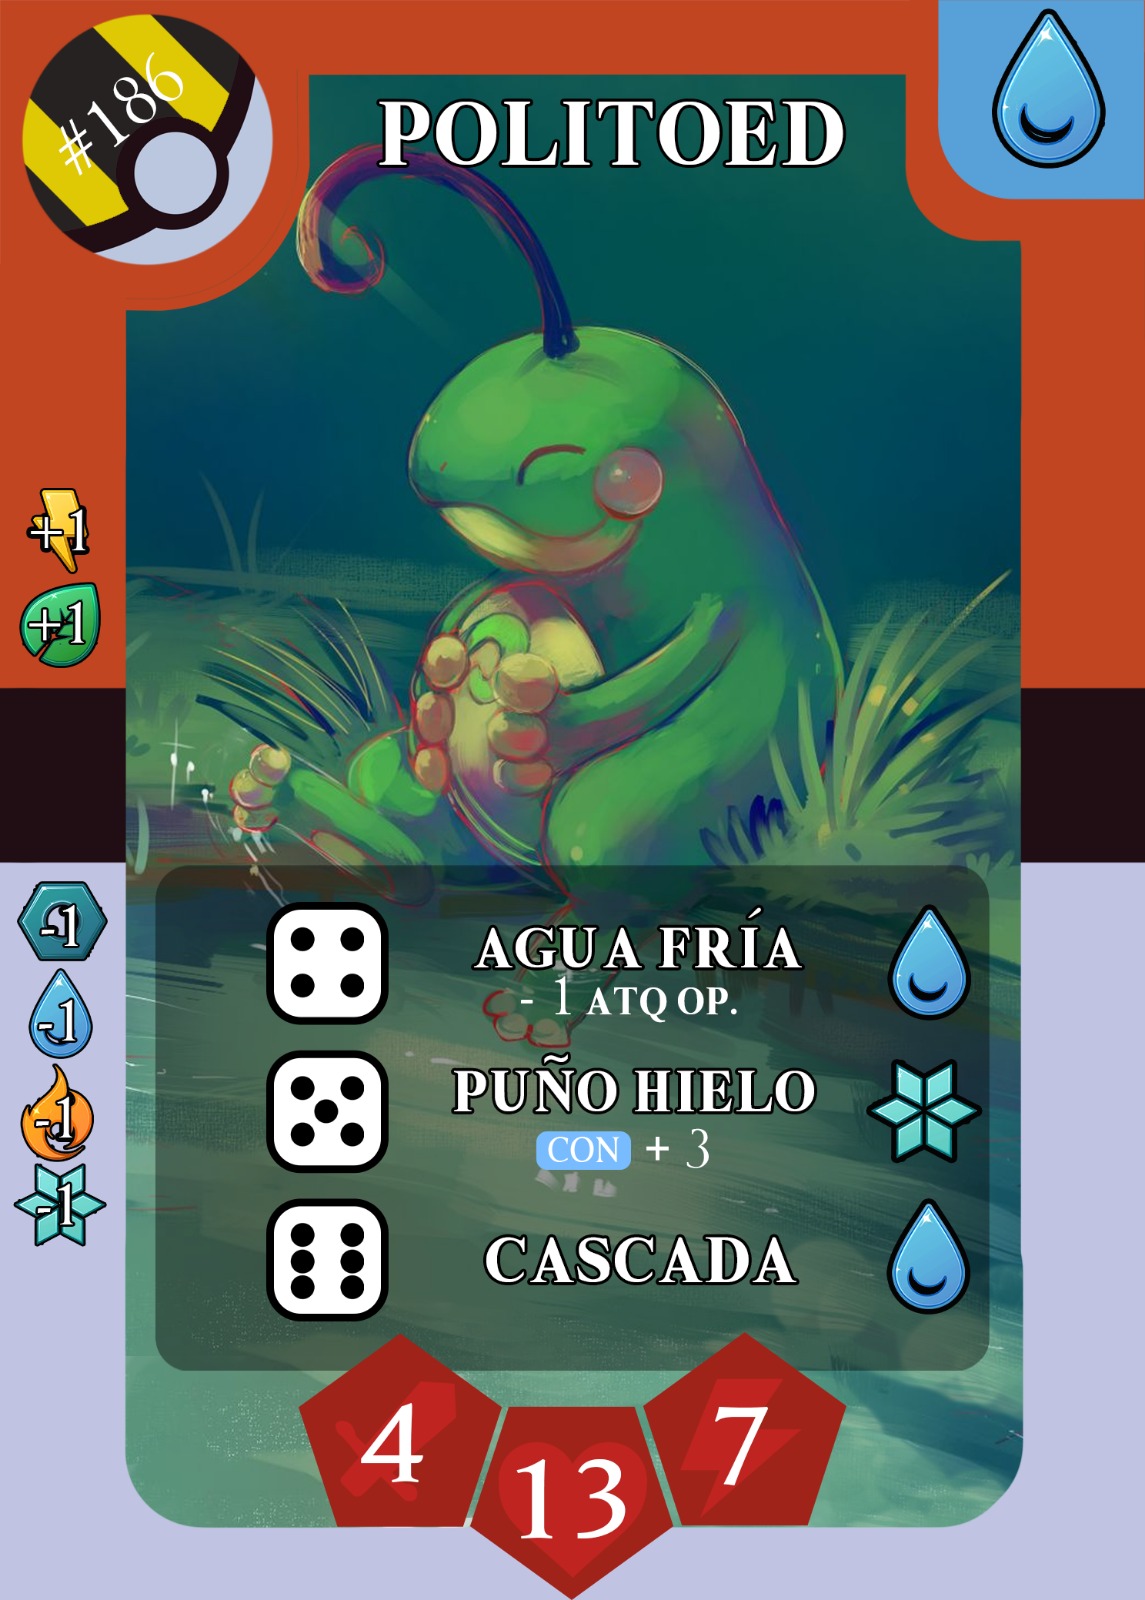 #186
POLITOED
+1
+1
-1
-1
-1
-1
AGUA FRÍA
- 1 ATQ OP.
PUÑO HIELO
CON + 3
CASCADA
4
13
7